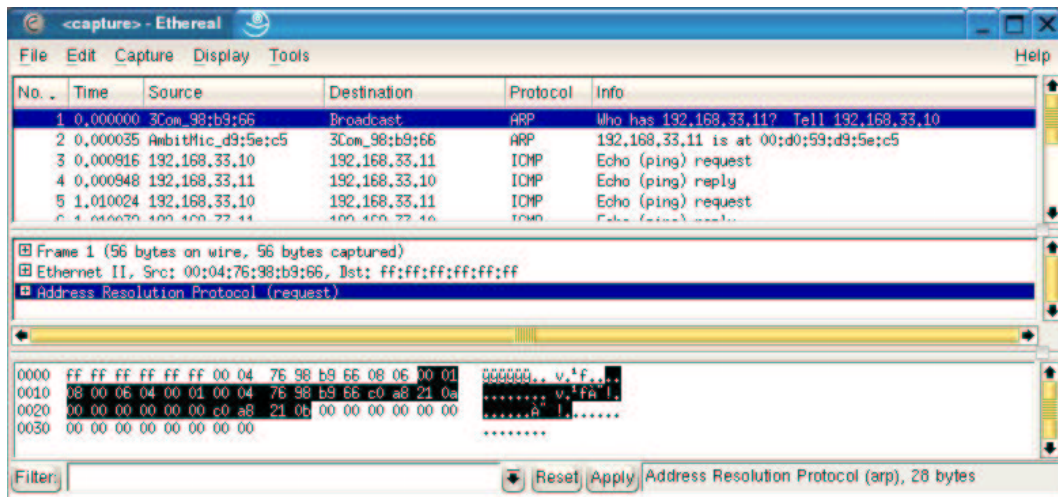 <capture> - Ethereal
File Edit Capture Display Tools Help
No. . Time Source Destination Protocol Info
1 0.000000 3Com_98:b9:66 Broadcast ARP Who has 192.168.33.11? Tell 192.168.33.10
2 0.000035 AmbitMic_d9:5e:c5 3Com_98:b9:66 ARP 192.168.33.11 is at 00:d0:59:d9:5e:c5
3 0.000916 192.168.33.10 192.168.33.11 ICMP Echo (ping) request
4 0.000948 192.168.33.11 192.168.33.10 ICMP Echo (ping) reply
5 1.010024 192.168.33.10 192.168.33.11 ICMP Echo (ping) request
Frame 1 (56 bytes on wire, 56 bytes captured)
Ethernet II, Src: 00:04:76:98:b9:66, Dst: ff:ff:ff:ff:ff:ff
Address Resolution Protocol (request)
0000 ff ff ff ff ff ff 00 04 76 98 b9 66 08 06 00 01 ÿÿÿÿÿÿ.. v.¹f....
0010 08 00 06 04 00 01 00 04 76 98 b9 66 c0 a8 21 0a ........ v.¹fÀ¨!.
0020 00 00 00 00 00 00 c0 a8 21 0b 00 00 00 00 00 00 ......À¨ !.......
0030 00 00 00 00 00 00 00 00 ........
Filter: Reset Apply Address Resolution Protocol (arp), 28 bytes